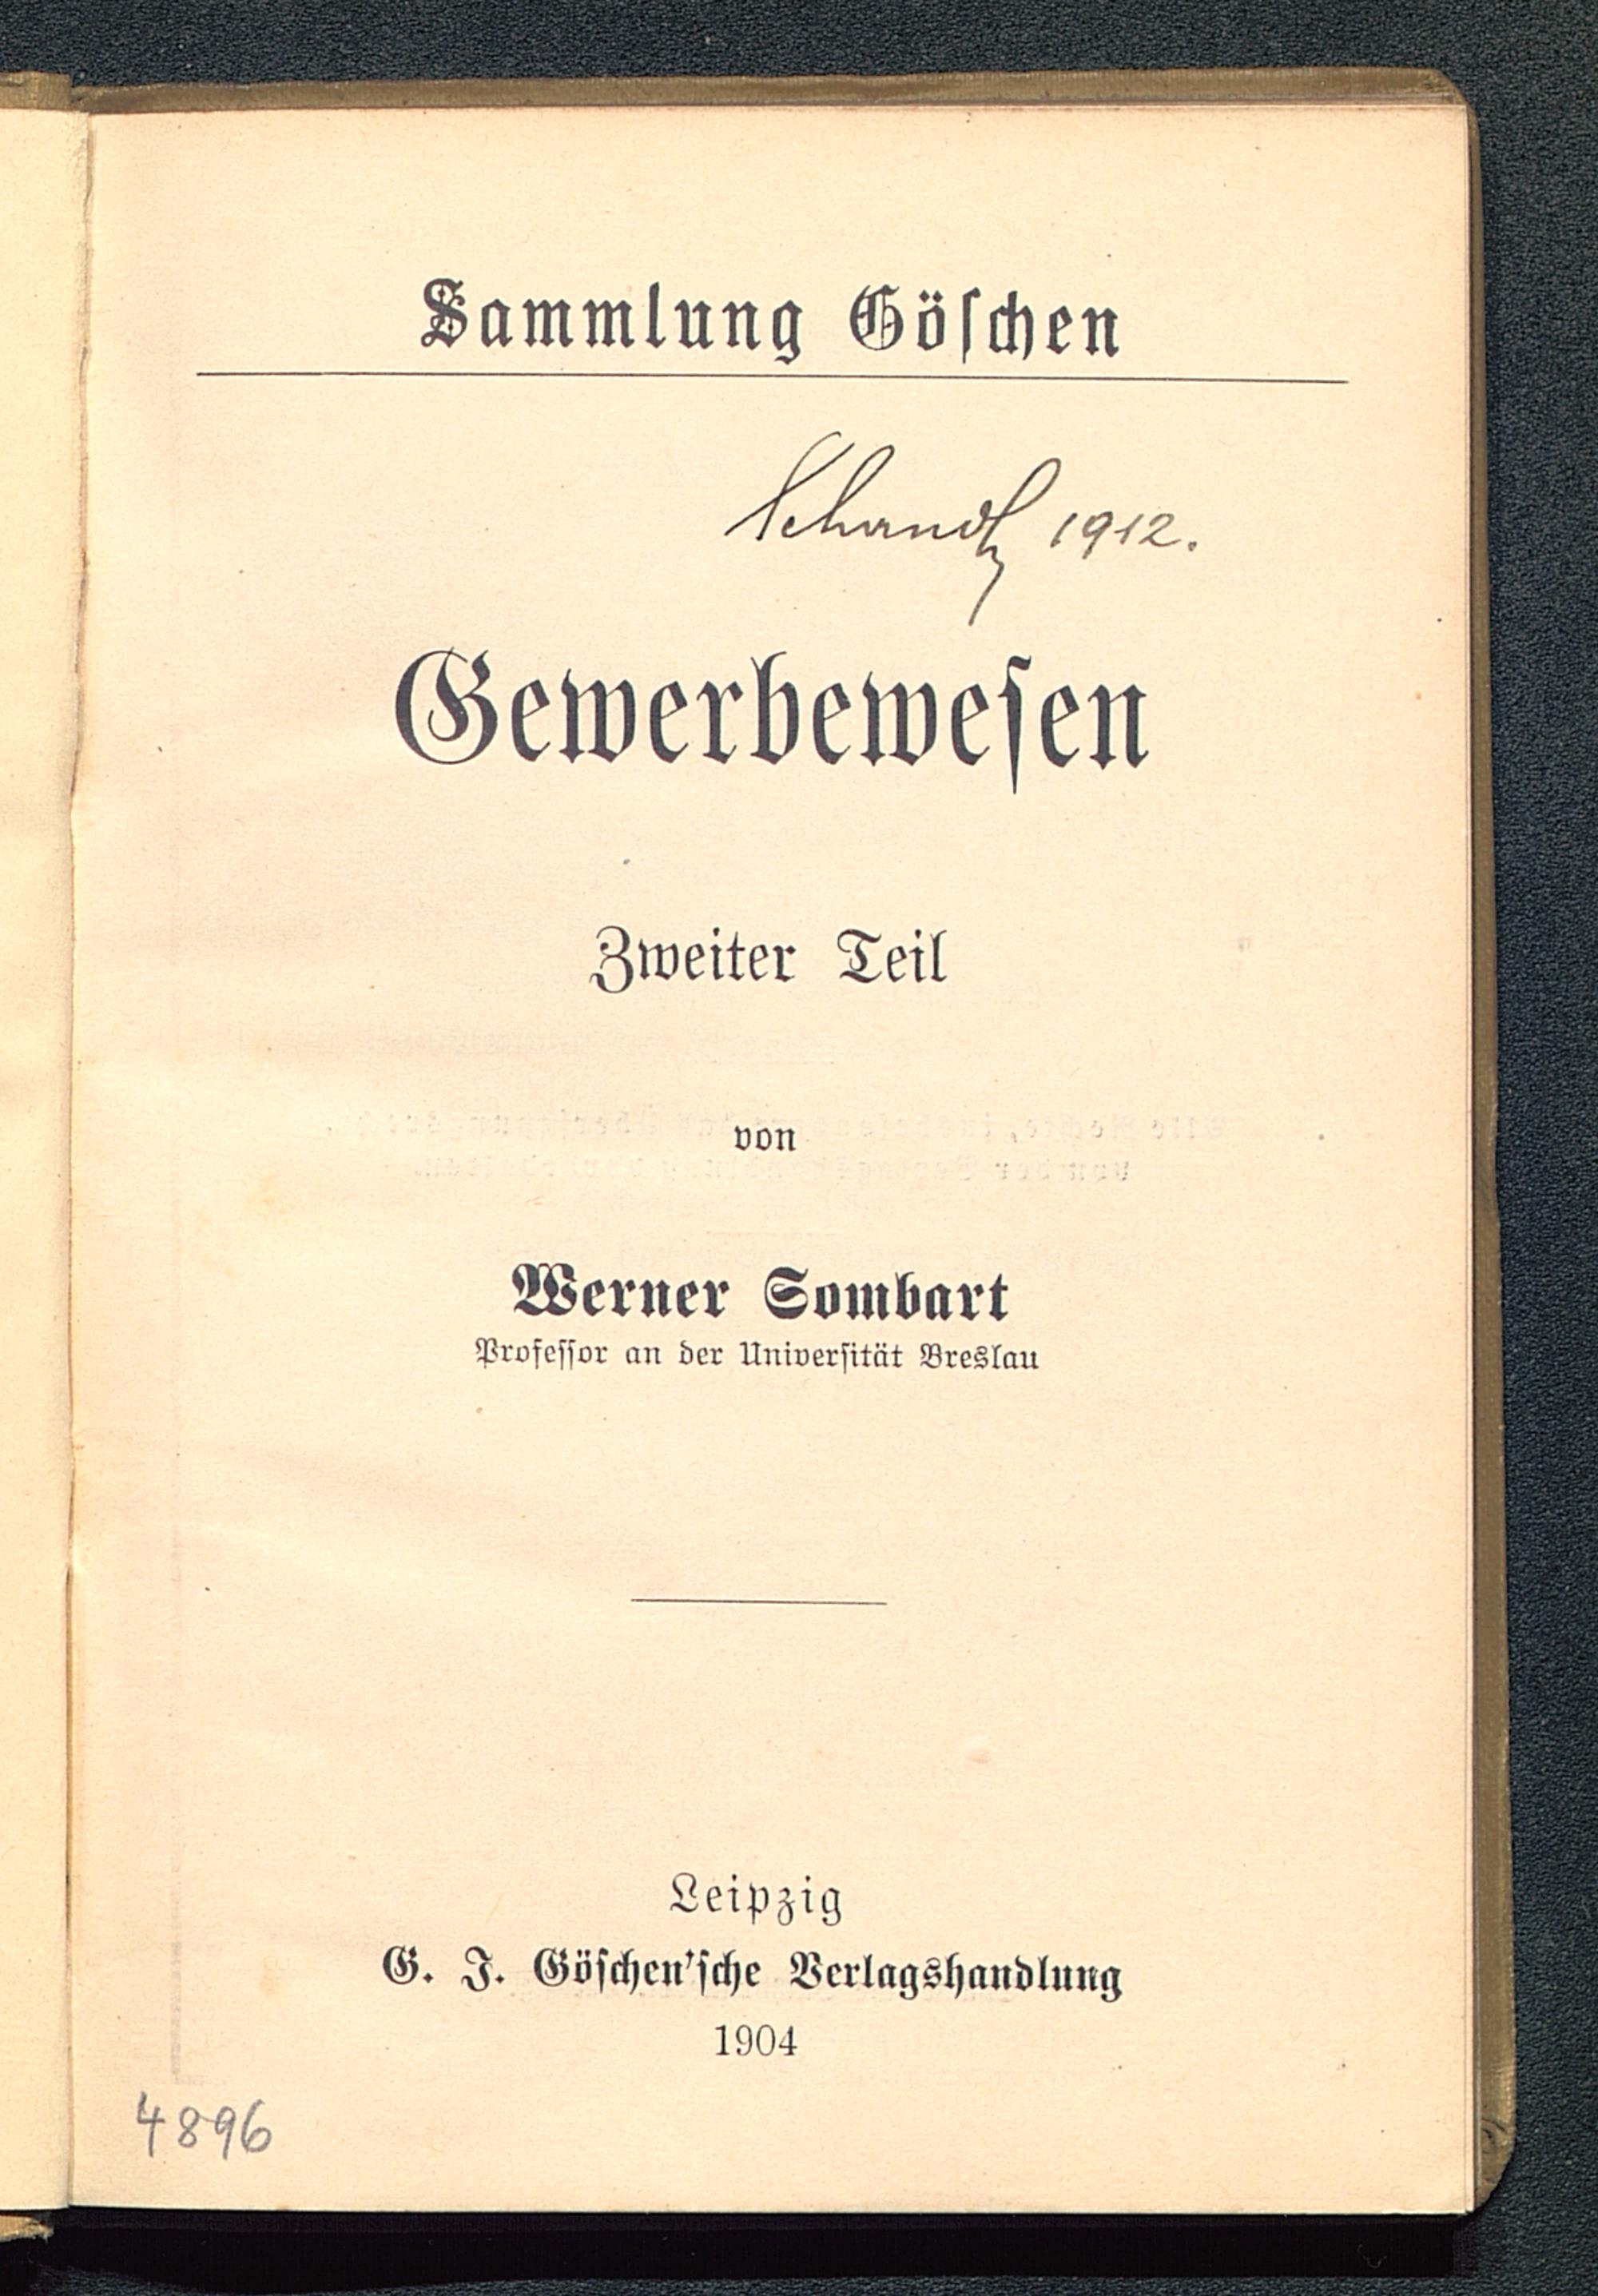 Sammlung Göschen
1912.
Gewerbewesen
Zweiter Teil
von
Werner Sombart
Professor an der Universität Breslau
Leipzig
G. J. Göschen'sche Verlagshandlung
1904
4896